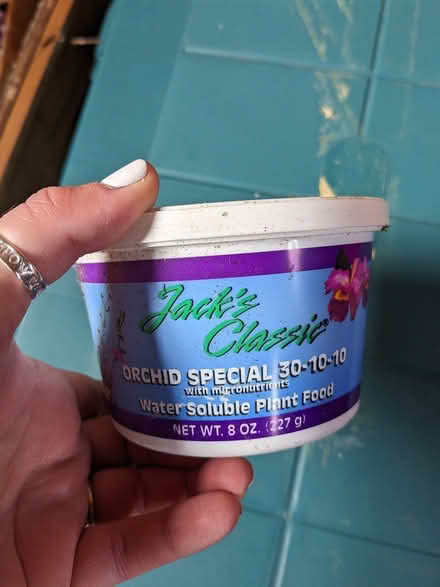 Jack's
Classic
ORCHID SPECIAL 30-10-10
with micronutrients
Water Soluble Plant Food
NET WT. 8 OZ. (227 g)